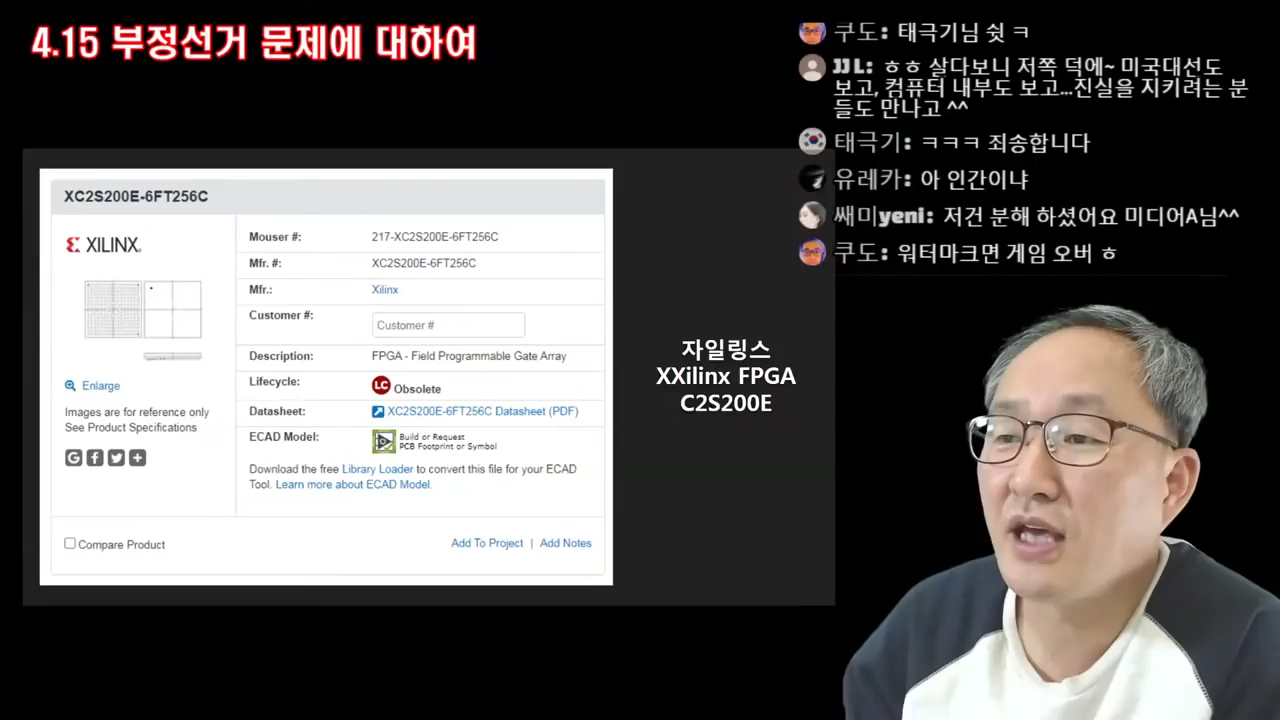 4.15 부정선거 문제에 대하여
쿠도: 태극기님 쉿 ㅋ
JJ L: ㅎㅎ 살다보니 저쪽 덕에~ 미국대선도
보고, 컴퓨터 내부도 보고...진실을 지키려는 분
들도 만나고 ^^
태극기: ㅋㅋㅋ 죄송합니다
유레카: 아 인간이냐
쌔미yeni: 저건 분해 하셨어요 미디어A님^^
쿠도: 워터마크면 게임 오버 ㅎ
XC2S200E-6FT256C
XILINX
Enlarge
Images are for reference only
See Product Specifications
Mouser #: 217-XC2S200E-6FT256C
Mfr. #: XC2S200E-6FT256C
Mfr.: Xilinx
Customer #: Customer #
Description: FPGA - Field Programmable Gate Array
Lifecycle: LC Obsolete
Datasheet: XC2S200E-6FT256C Datasheet (PDF)
ECAD Model: Build or Request
PCB Footprint or Symbol
Download the free Library Loader to convert this file for your ECAD
Tool. Learn more about ECAD Model.
Compare Product
Add To Project | Add Notes
자일링스
XXilinx FPGA
C2S200E